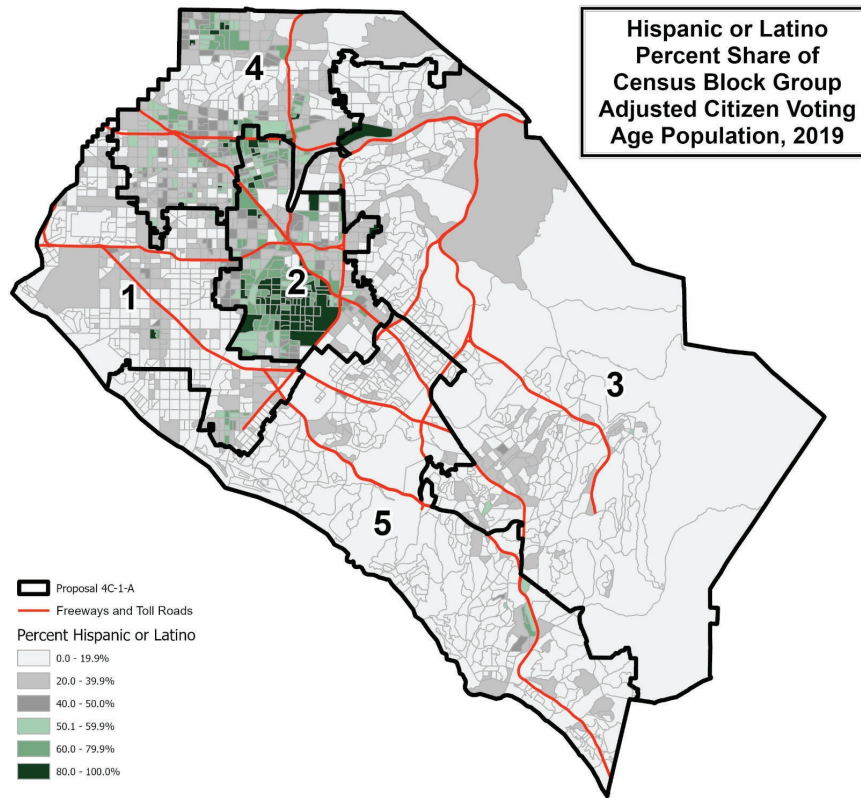 Hispanic or Latino
Percent Share of
Census Block Group
Adjusted Citizen Voting
Age Population, 2019
4
2
1
3
5
Proposal 4C-1-A
Freeways and Toll Roads
Percent Hispanic or Latino
0.0 - 19.9%
20.0 - 39.9%
40.0 - 50.0%
50.1 - 59.9%
60.0 - 79.9%
80.0 - 100.0%